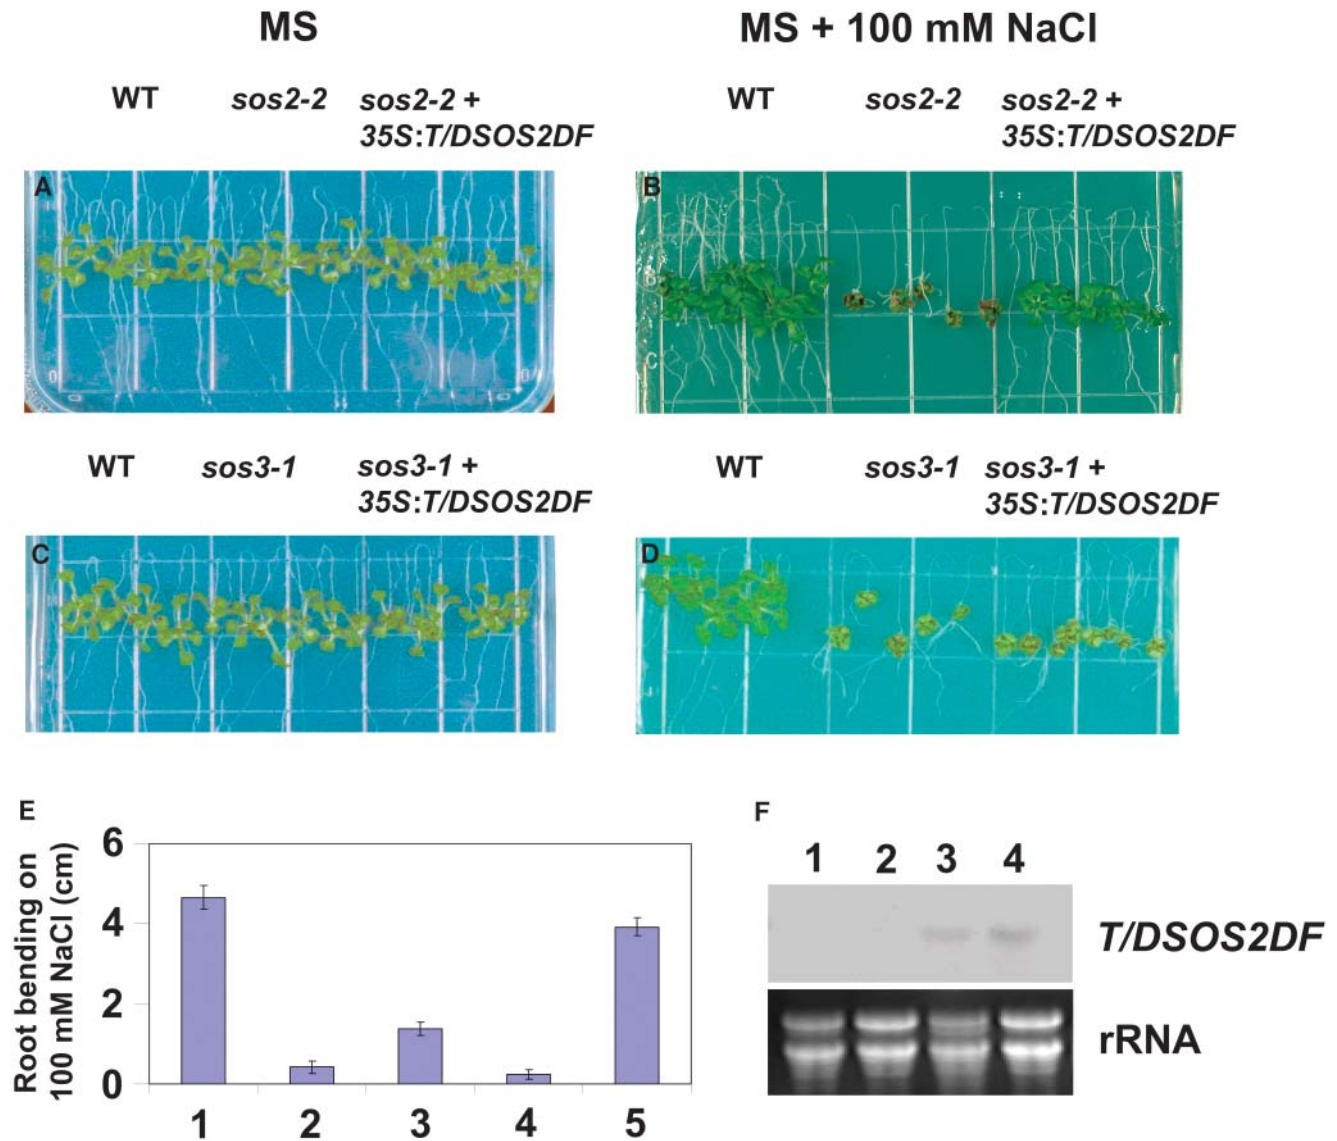 MS
MS + 100 mM NaCl
WT
sos2-2
sos2-2 +
35S:T/DSOS2DF
WT
sos2-2
sos2-2 +
35S:T/DSOS2DF
A
B
B
C
WT
sos3-1
sos3-1 +
35S:T/DSOS2DF
WT
sos3-1
sos3-1 +
35S:T/DSOS2DF
C
D
E
Root bending on
100 mM NaCl (cm)
6
4
2
0
1
2
3
4
5
F
1
2
3
4
T/DSOS2DF
rRNA